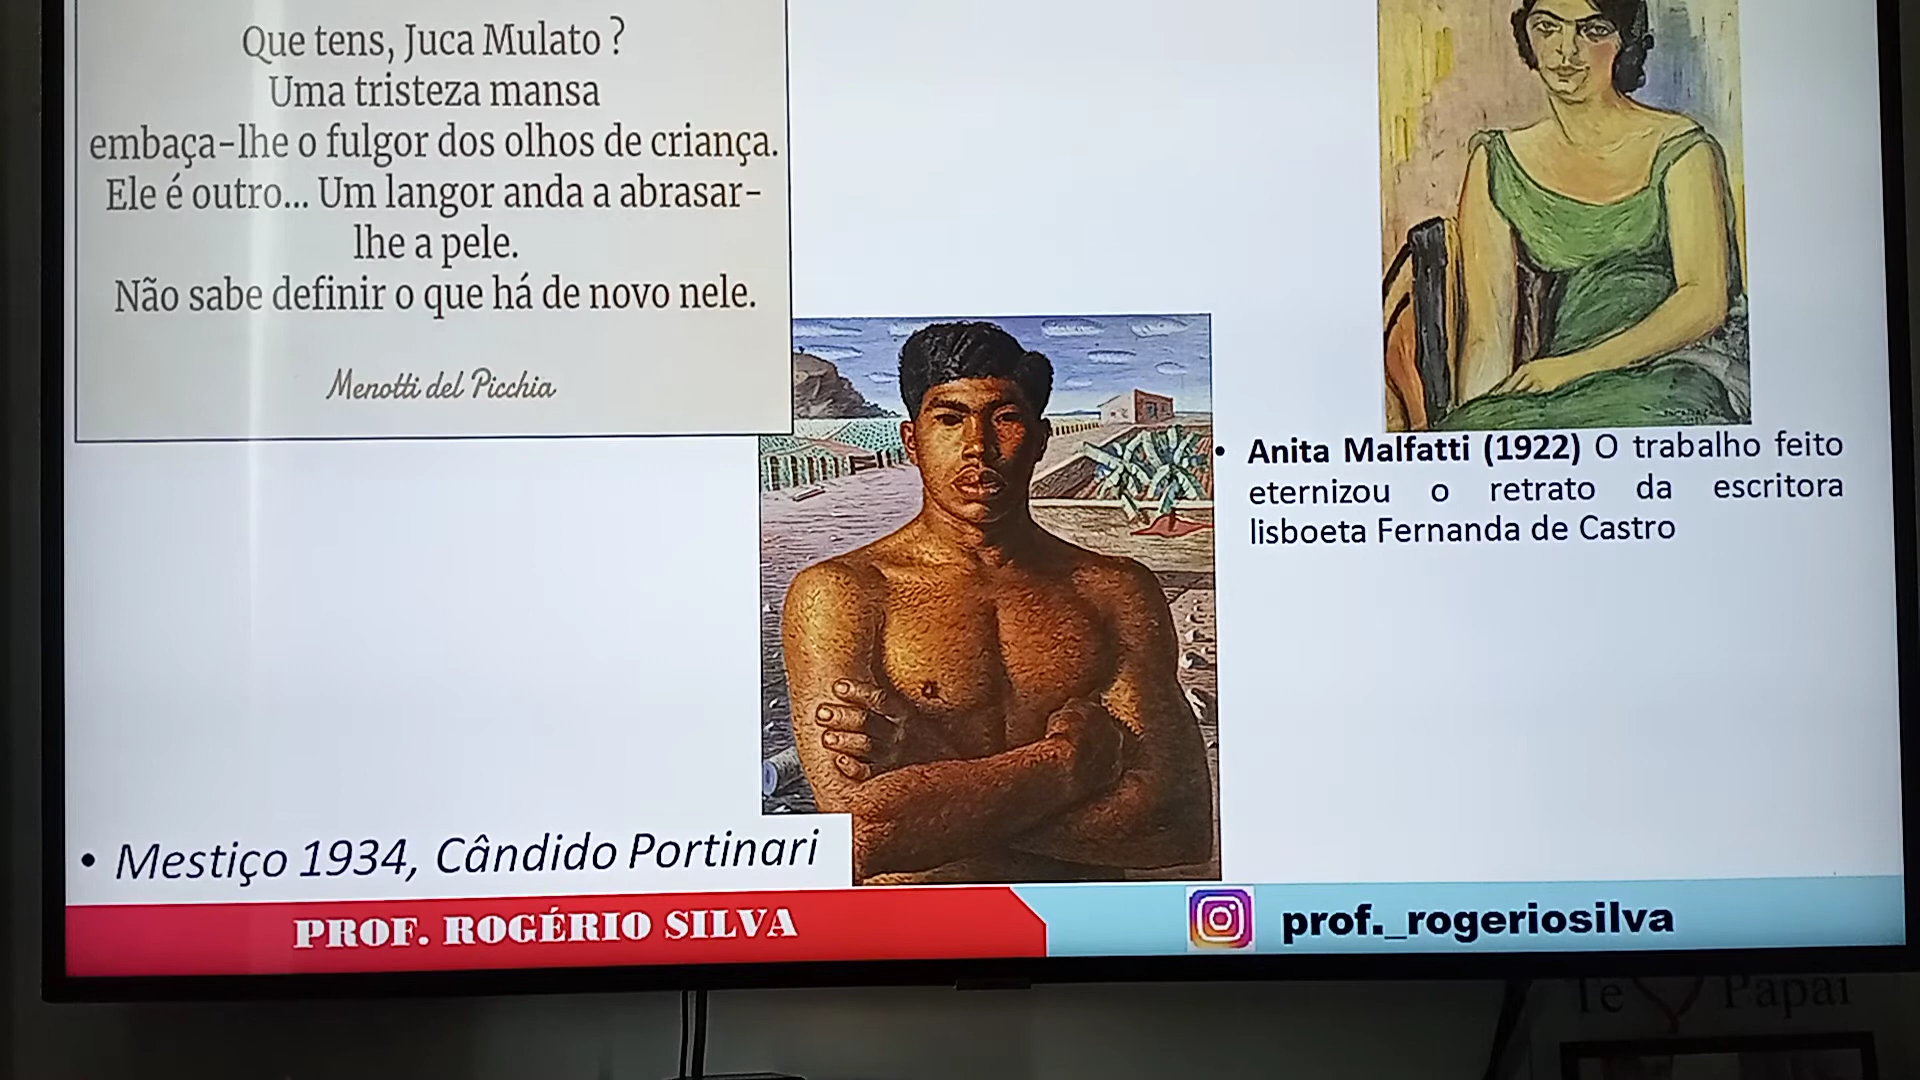 Que tens, Juca Mulato ?
Uma tristeza mansa
embaça-lhe o fulgor dos olhos de criança.
Ele é outro... Um langor anda a abrasar-
lhe a pele.
Não sabe definir o que há de novo nele.
Menotti del Picchia
• Anita Malfatti (1922) O trabalho feito
eternizou o retrato da escritora
lisboeta Fernanda de Castro
• Mestiço 1934, Cândido Portinari
PROF. ROGÉRIO SILVA
prof._rogeriosilva
Te Papai